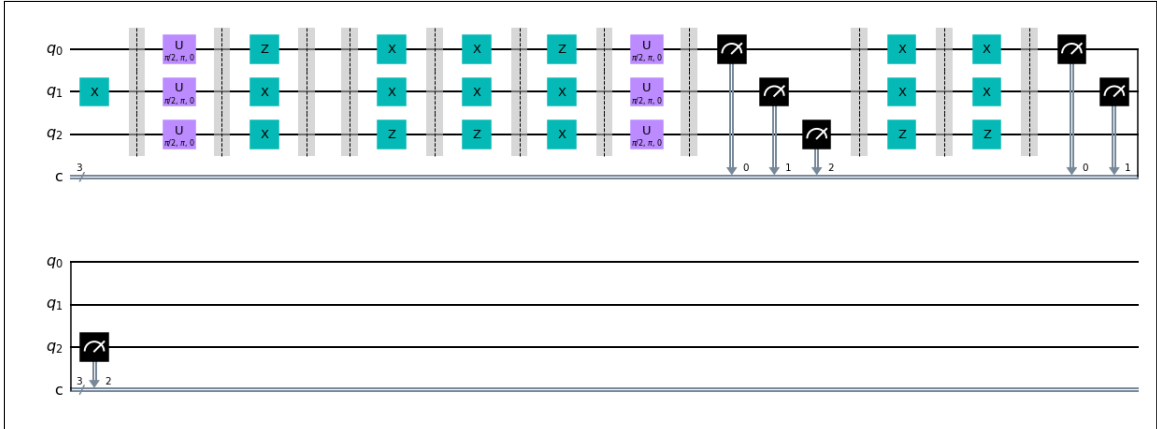 q0 U π/2, π, 0 Z X X Z U π/2, π, 0 X X
q1 X U π/2, π, 0 X X X X U π/2, π, 0 X X
q2 U π/2, π, 0 X Z Z X U π/2, π, 0 Z Z
c 3 0 1 2 0 1
q0
q1
q2
c 3 2